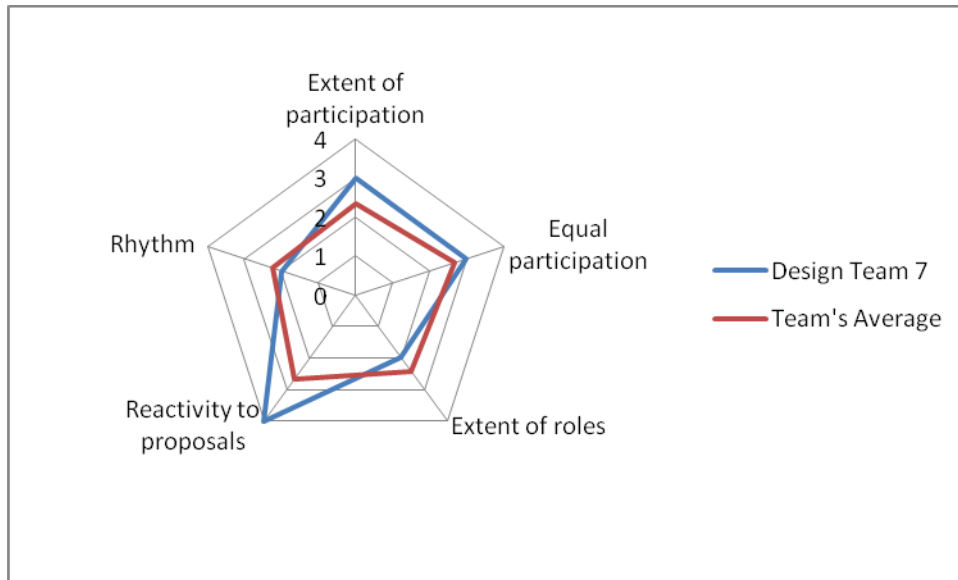 Extent of
participation
4
3
2
1
0
Equal
participation
Rhythm
Reactivity to
proposals
Extent of roles
Design Team 7
Team's Average